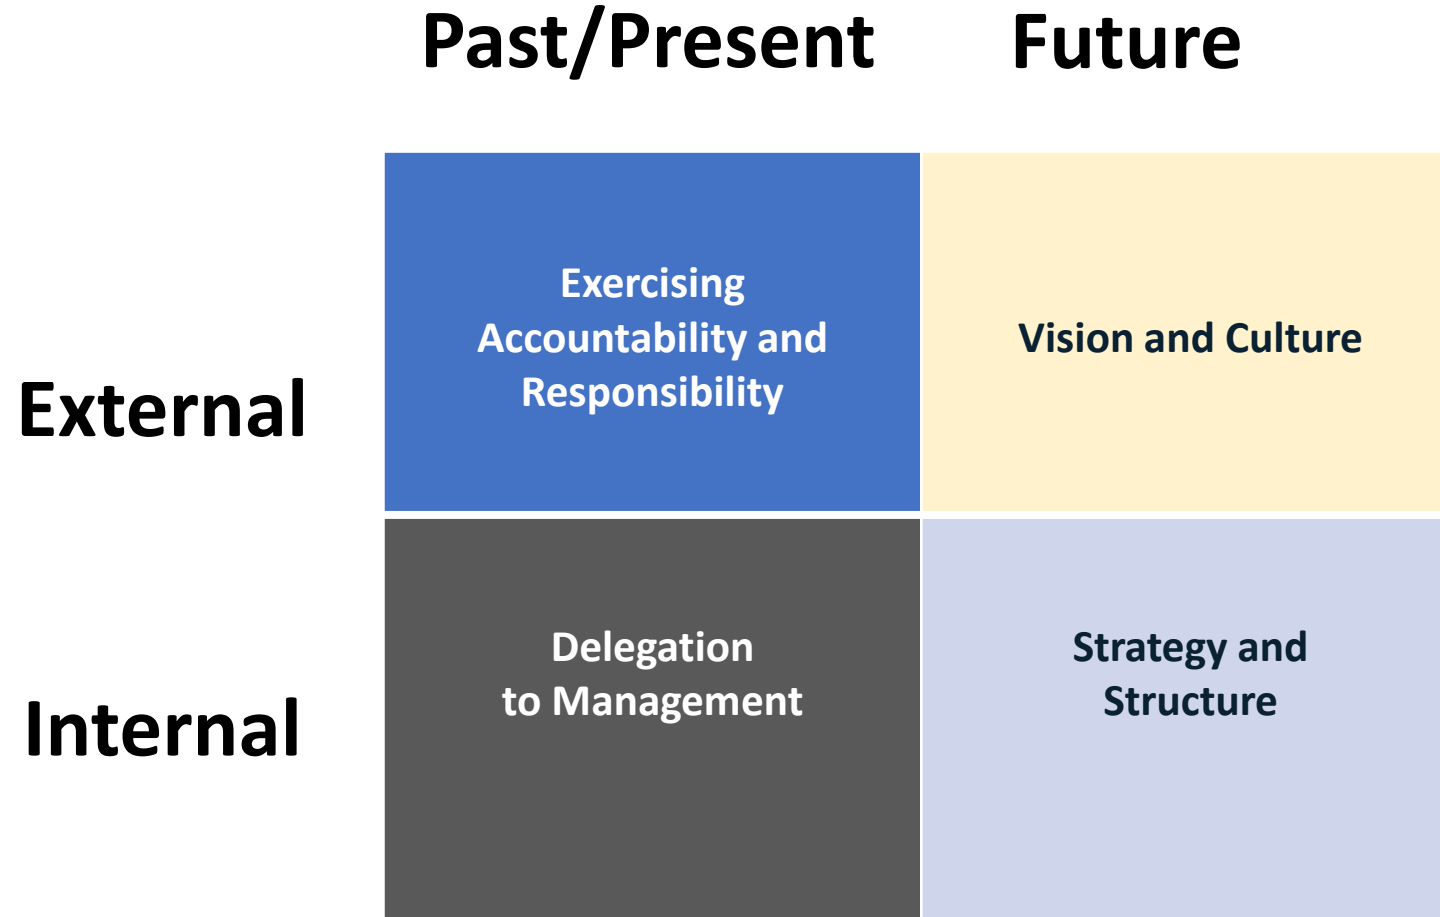 Past/Present
Future
Exercising
Accountability and
Responsibility
Vision and Culture
External
Delegation
to Management
Strategy and
Structure
Internal